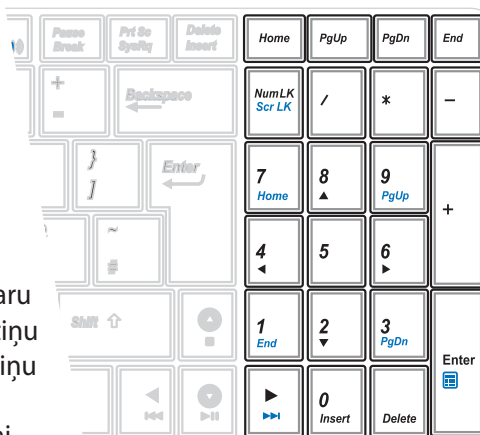 Pause Prt Sc Delete Home PgUp PgDn End
Break SysRq Insert
+ Backspace NumLK / * −
= Scr LK
} Enter 7 8 9 +
] Home PgUp
~ 4 5 6
#
Shift 1 2 3 Enter
End PgDn
0
Insert Delete
aru
tiņu
iņu